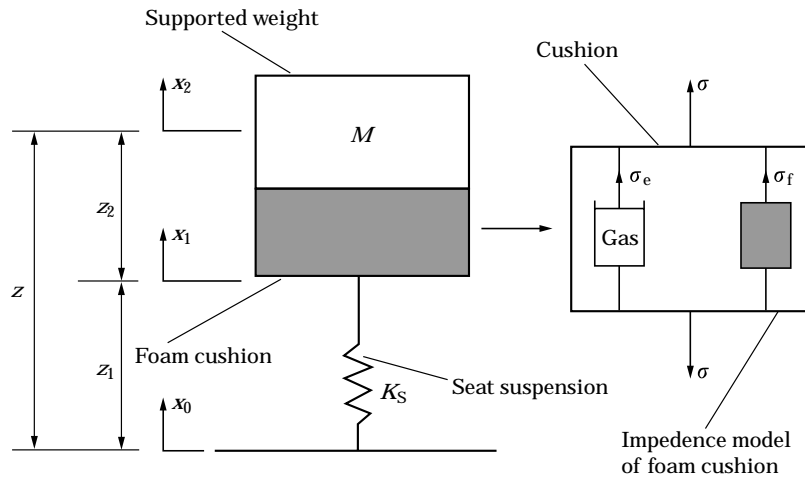 Supported weight
x2
M
z2
x1
z
Foam cushion
z1
x0
KS
Seat suspension
Cushion
σ
σe
σf
Gas
σ
Impedence model
of foam cushion